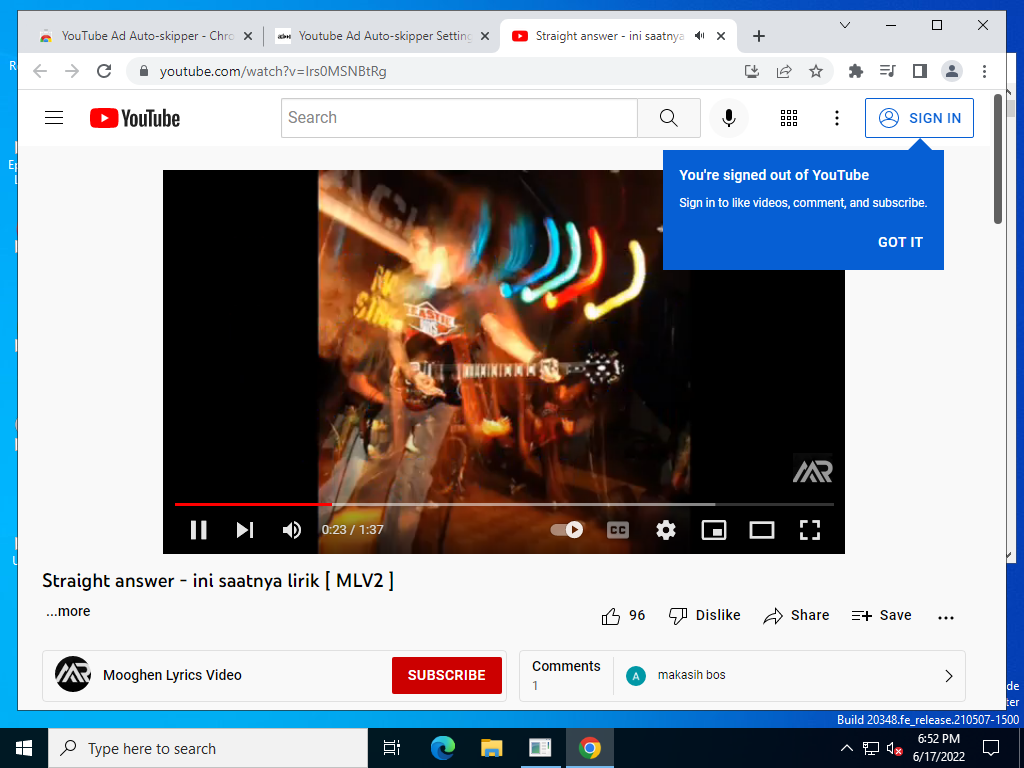 YouTube Ad Auto-skipper - Chro
Youtube Ad Auto-skipper Setting
Straight answer - ini saatnya
youtube.com/watch?v=Irs0MSNBtRg
YouTube
Search
SIGN IN
You're signed out of YouTube
Sign in to like videos, comment, and subscribe.
GOT IT
EASTIE
MR
0:23 / 1:37
CC
Straight answer - ini saatnya lirik [ MLV2 ]
...more
96
Dislike
Share
Save
MR
Mooghen Lyrics Video
SUBSCRIBE
Comments
1
A
makasih bos
Build 20348.fe_release.210507-1500
Type here to search
6:52 PM
6/17/2022